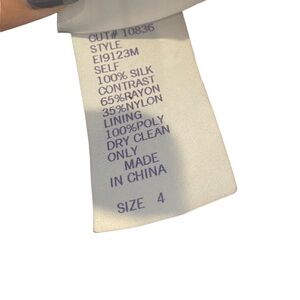 CUT# 10836
STYLE
EI9123M
SELF
100% SILK
CONTRAST
65%RAYON
35%NYLON
LINING
100%POLY
DRY CLEAN
ONLY
MADE
IN CHINA
SIZE 4